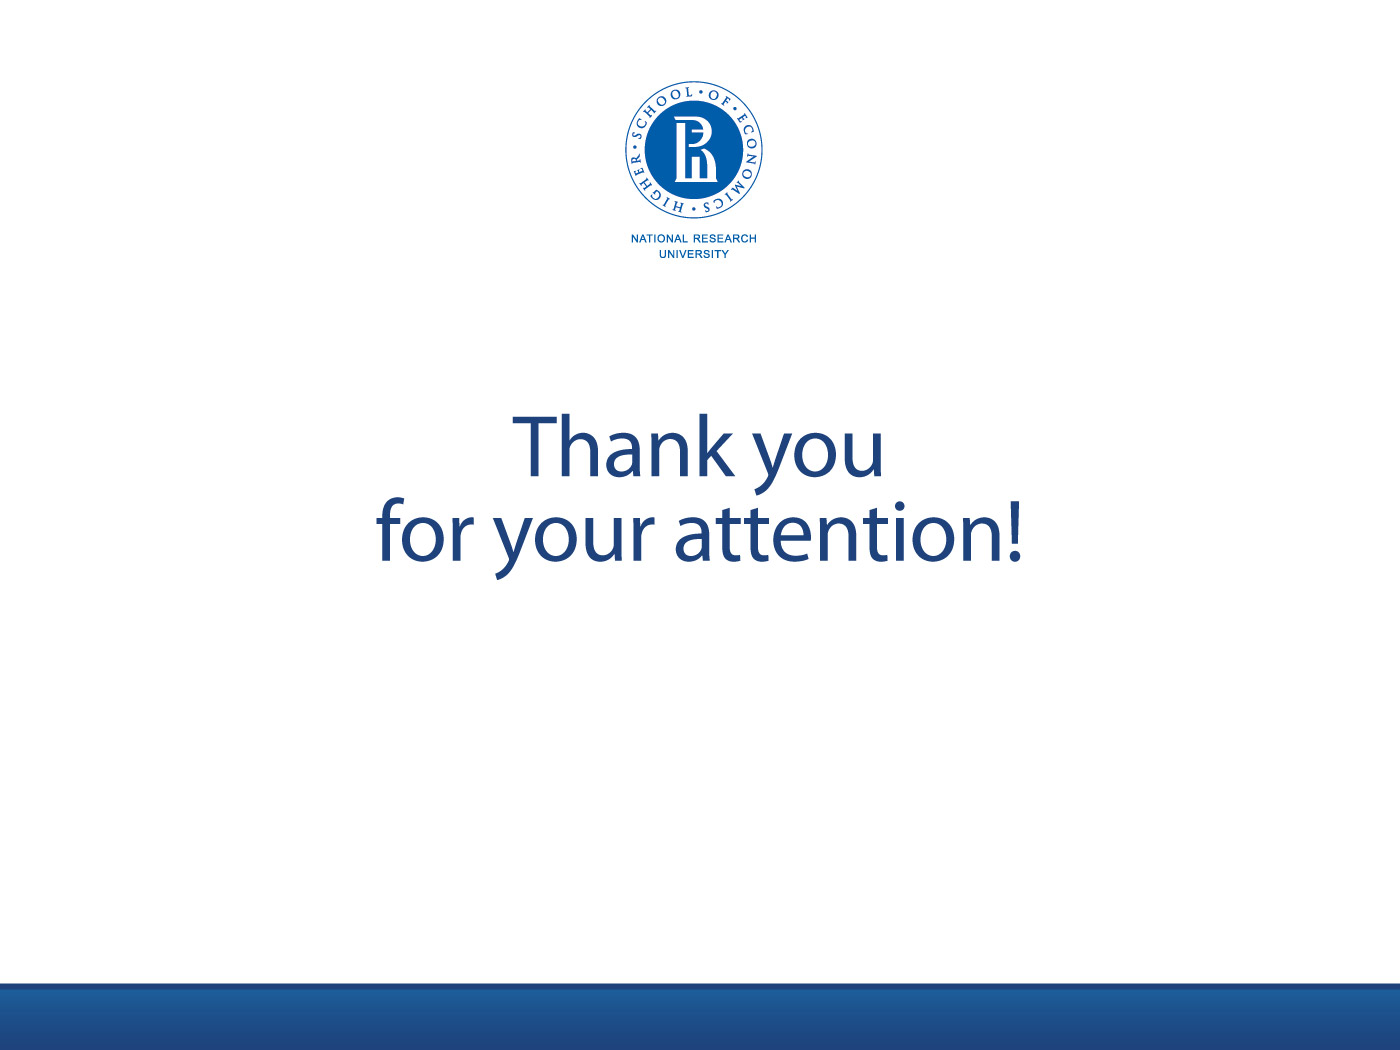 HIGHER • SCHOOL • OF • ECONOMICS •
NATIONAL RESEARCH
UNIVERSITY
Thank you
for your attention!